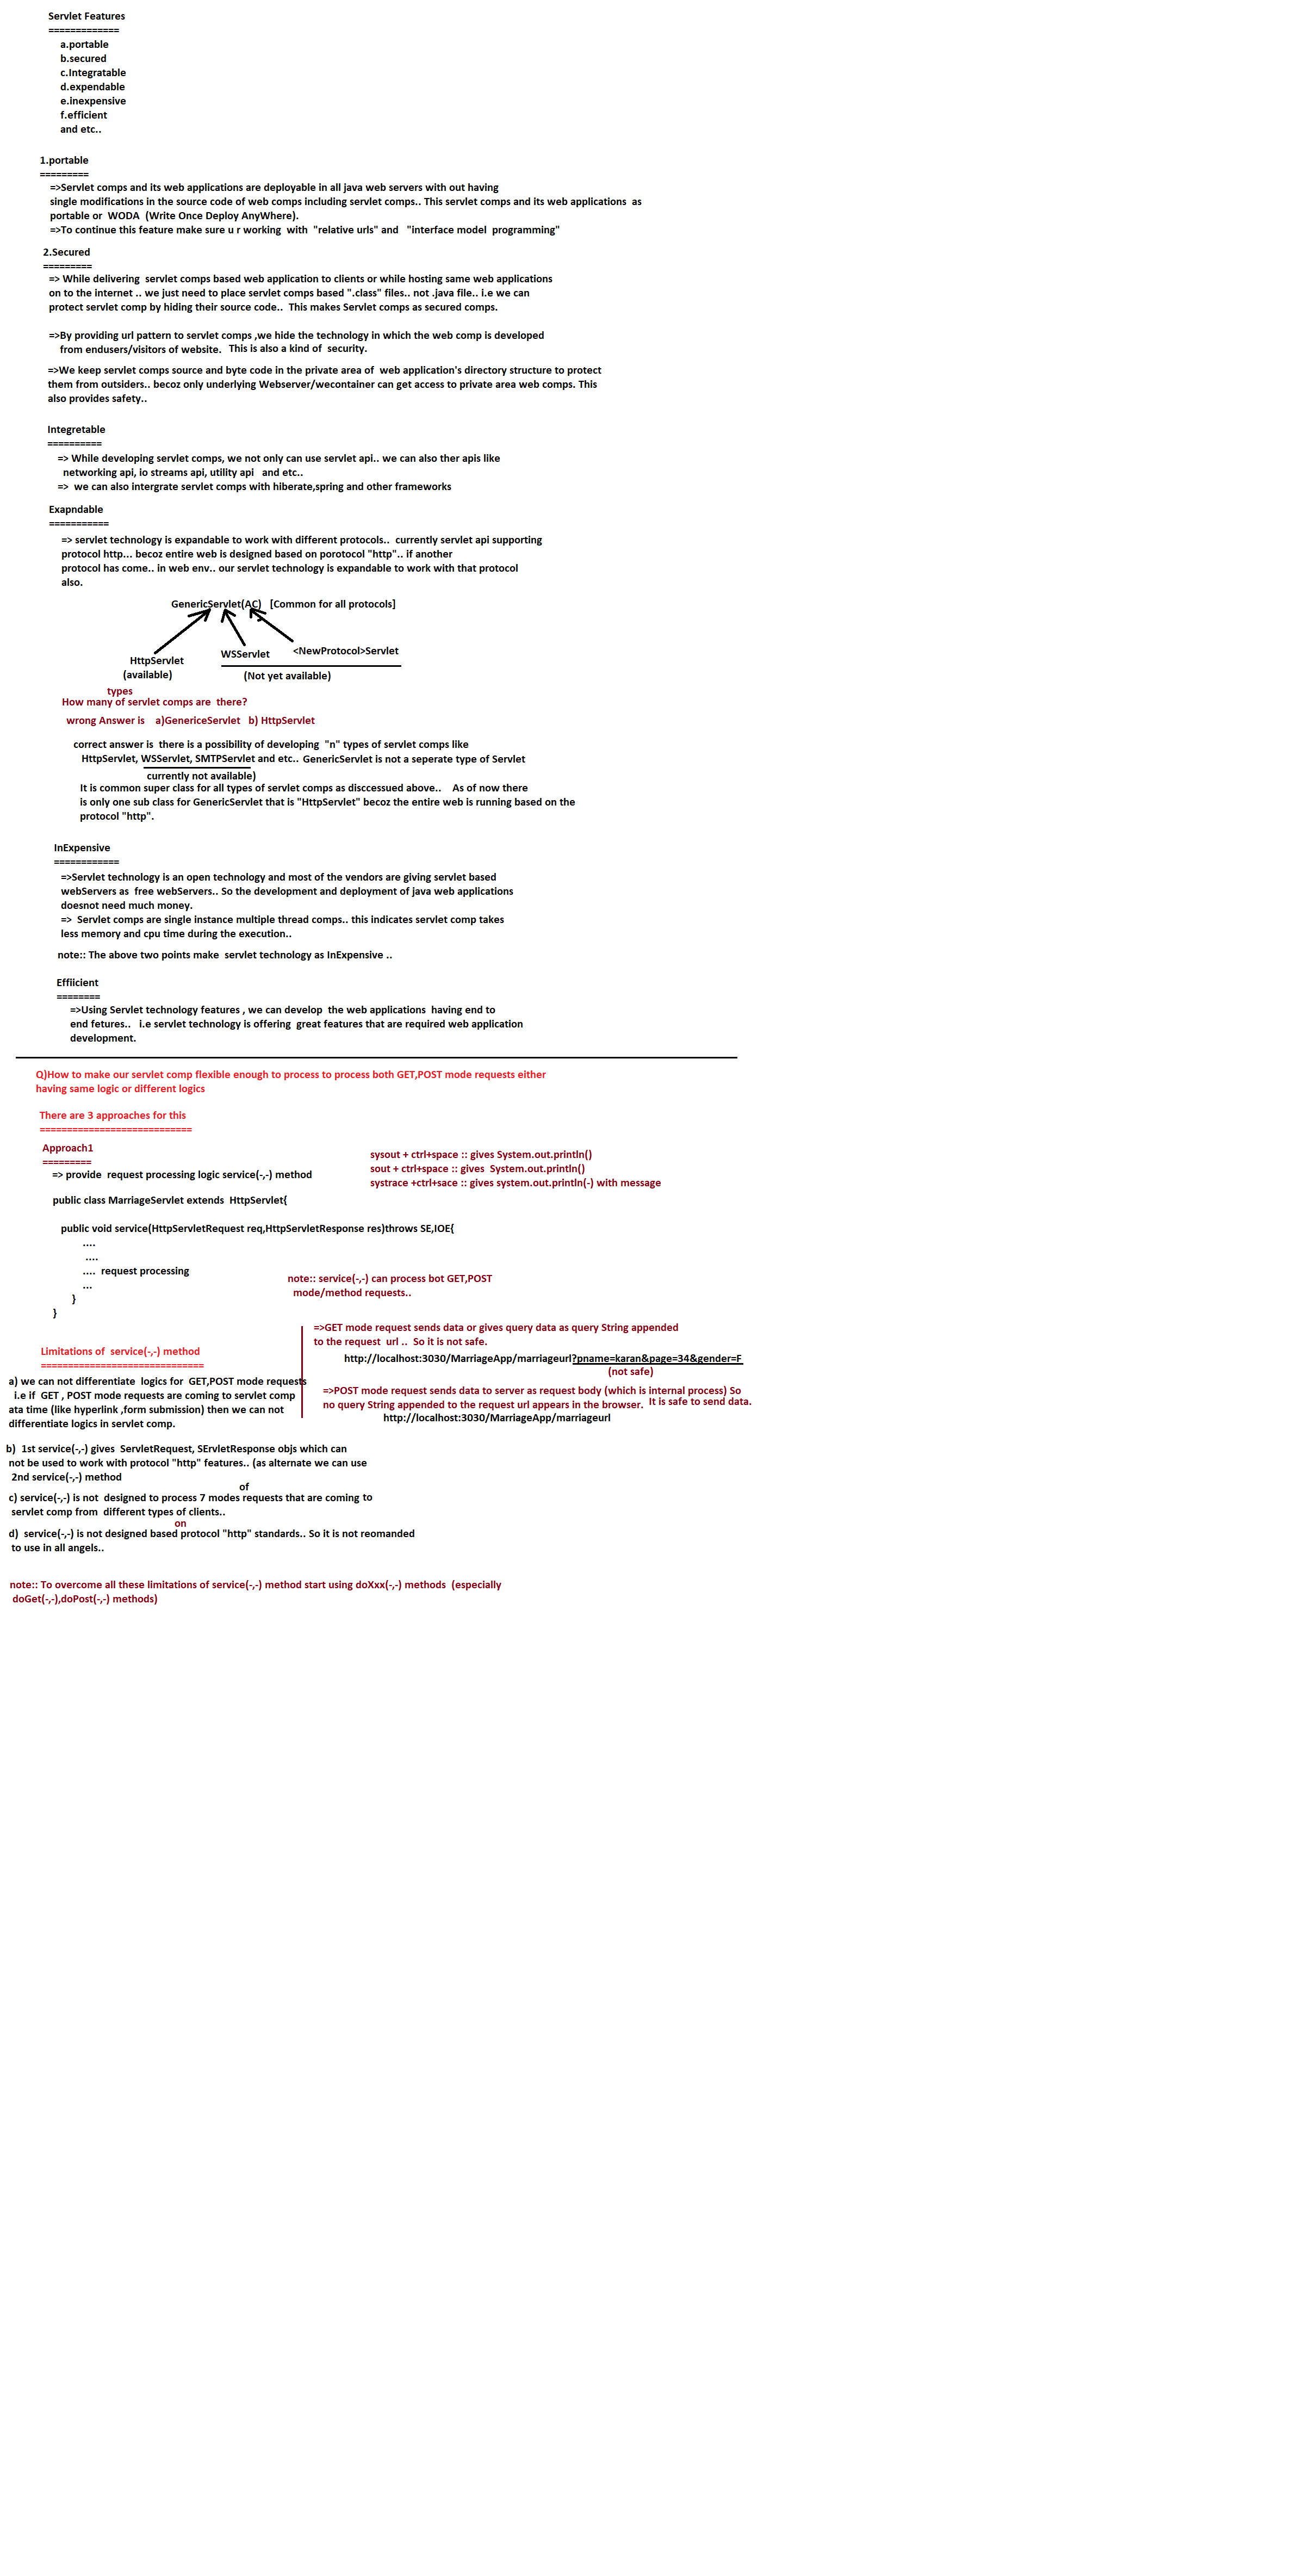 Servlet Features
=============
a.portable
b.secured
c.Integratable
d.expendable
e.inexpensive
f.efficient
and etc..
1.portable
=========
=>Servlet comps and its web applications are deployable in all java web servers with out having
single modifications in the source code of web comps including servlet comps.. This servlet comps and its web applications as
portable or WODA (Write Once Deploy AnyWhere).
=>To continue this feature make sure u r working with "relative urls" and "interface model programming"
2.Secured
=========
=> While delivering servlet comps based web application to clients or while hosting same web applications
on to the internet .. we just need to place servlet comps based ".class" files.. not .java file.. i.e we can
protect servlet comp by hiding their source code.. This makes Servlet comps as secured comps.
=>By providing url pattern to servlet comps ,we hide the technology in which the web comp is developed
from endusers/visitors of website. This is also a kind of security.
=>We keep servlet comps source and byte code in the private area of web application's directory structure to protect
them from outsiders.. becoz only underlying Webserver/wecontainer can get access to private area web comps. This
also provides safety..
Integretable
==========
=> While developing servlet comps, we not only can use servlet api.. we can also ther apis like
networking api, io streams api, utility api and etc..
=> we can also intergrate servlet comps with hiberate,spring and other frameworks
Exapndable
===========
=> servlet technology is expandable to work with different protocols.. currently servlet api supporting
protocol http... becoz entire web is designed based on porotocol "http".. if another
protocol has come.. in web env.. our servlet technology is expandable to work with that protocol
also.
GenericServlet(AC) [Common for all protocols]
HttpServlet WSServlet <NewProtocol>Servlet
(available) (Not yet available)
types
How many of servlet comps are there?
wrong Answer is a)GenericeServlet b) HttpServlet
correct answer is there is a possibility of developing "n" types of servlet comps like
HttpServlet, WSServlet, SMTPServlet and etc.. GenericServlet is not a seperate type of Servlet
currently not available)
It is common super class for all types of servlet comps as disccessued above.. As of now there
is only one sub class for GenericServlet that is "HttpServlet" becoz the entire web is running based on the
protocol "http".
InExpensive
============
=>Servlet technology is an open technology and most of the vendors are giving servlet based
webServers as free webServers.. So the development and deployment of java web applications
doesnot need much money.
=> Servlet comps are single instance multiple thread comps.. this indicates servlet comp takes
less memory and cpu time during the execution..
note:: The above two points make servlet technology as InExpensive ..
Effiicient
========
=>Using Servlet technology features , we can develop the web applications having end to
end fetures.. i.e servlet technology is offering great features that are required web application
development.
Q)How to make our servlet comp flexible enough to process to process both GET,POST mode requests either
having same logic or different logics
There are 3 approaches for this
============================
Approach1
=========
=> provide request processing logic service(-,-) method
sysout + ctrl+space :: gives System.out.println()
sout + ctrl+space :: gives System.out.println()
systrace +ctrl+sace :: gives system.out.println(-) with message
public class MarriageServlet extends HttpServlet{
public void service(HttpServletRequest req,HttpServletResponse res)throws SE,IOE{
....
....
.... request processing
...
}
}
note:: service(-,-) can process bot GET,POST
mode/method requests..
Limitations of service(-,-) method
==============================
a) we can not differentiate logics for GET,POST mode requests
i.e if GET , POST mode requests are coming to servlet comp
ata time (like hyperlink ,form submission) then we can not
differentiate logics in servlet comp.
=>GET mode request sends data or gives query data as query String appended
to the request url .. So it is not safe.
http://localhost:3030/MarriageApp/marriageurl?pname=karan&page=34&gender=F
(not safe)
=>POST mode request sends data to server as request body (which is internal process) So
no query String appended to the request url appears in the browser. It is safe to send data.
http://localhost:3030/MarriageApp/marriageurl
b) 1st service(-,-) gives ServletRequest, SErvletResponse objs which can
not be used to work with protocol "http" features.. (as alternate we can use
2nd service(-,-) method
of
c) service(-,-) is not designed to process 7 modes requests that are coming to
servlet comp from different types of clients..
on
d) service(-,-) is not designed based protocol "http" standards.. So it is not reomanded
to use in all angels..
note:: To overcome all these limitations of service(-,-) method start using doXxx(-,-) methods (especially
doGet(-,-),doPost(-,-) methods)